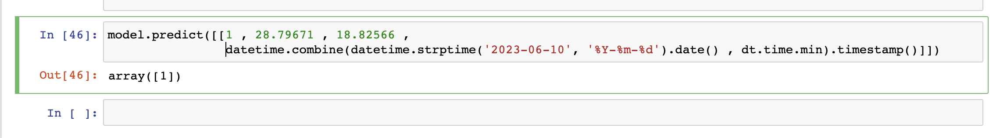 In [46]: model.predict([[1 , 28.79671 , 18.82566 ,
datetime.combine(datetime.strptime('2023-06-10', '%Y-%m-%d').date() , dt.time.min).timestamp()]])
Out[46]: array([1])
In [ ]: